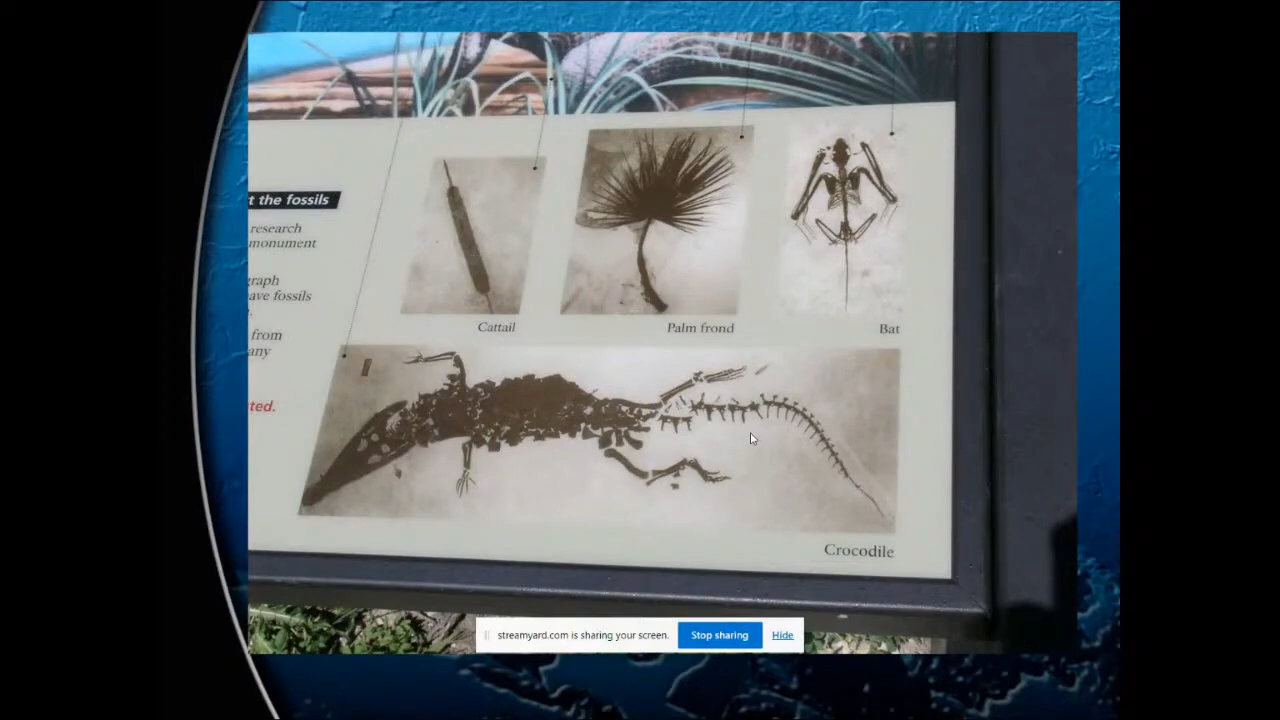 t the fossils
research
monument
graph
ave fossils
from
any
ted.
Cattail
Palm frond
Bat
Crocodile
streamyard.com is sharing your screen.
Stop sharing
Hide